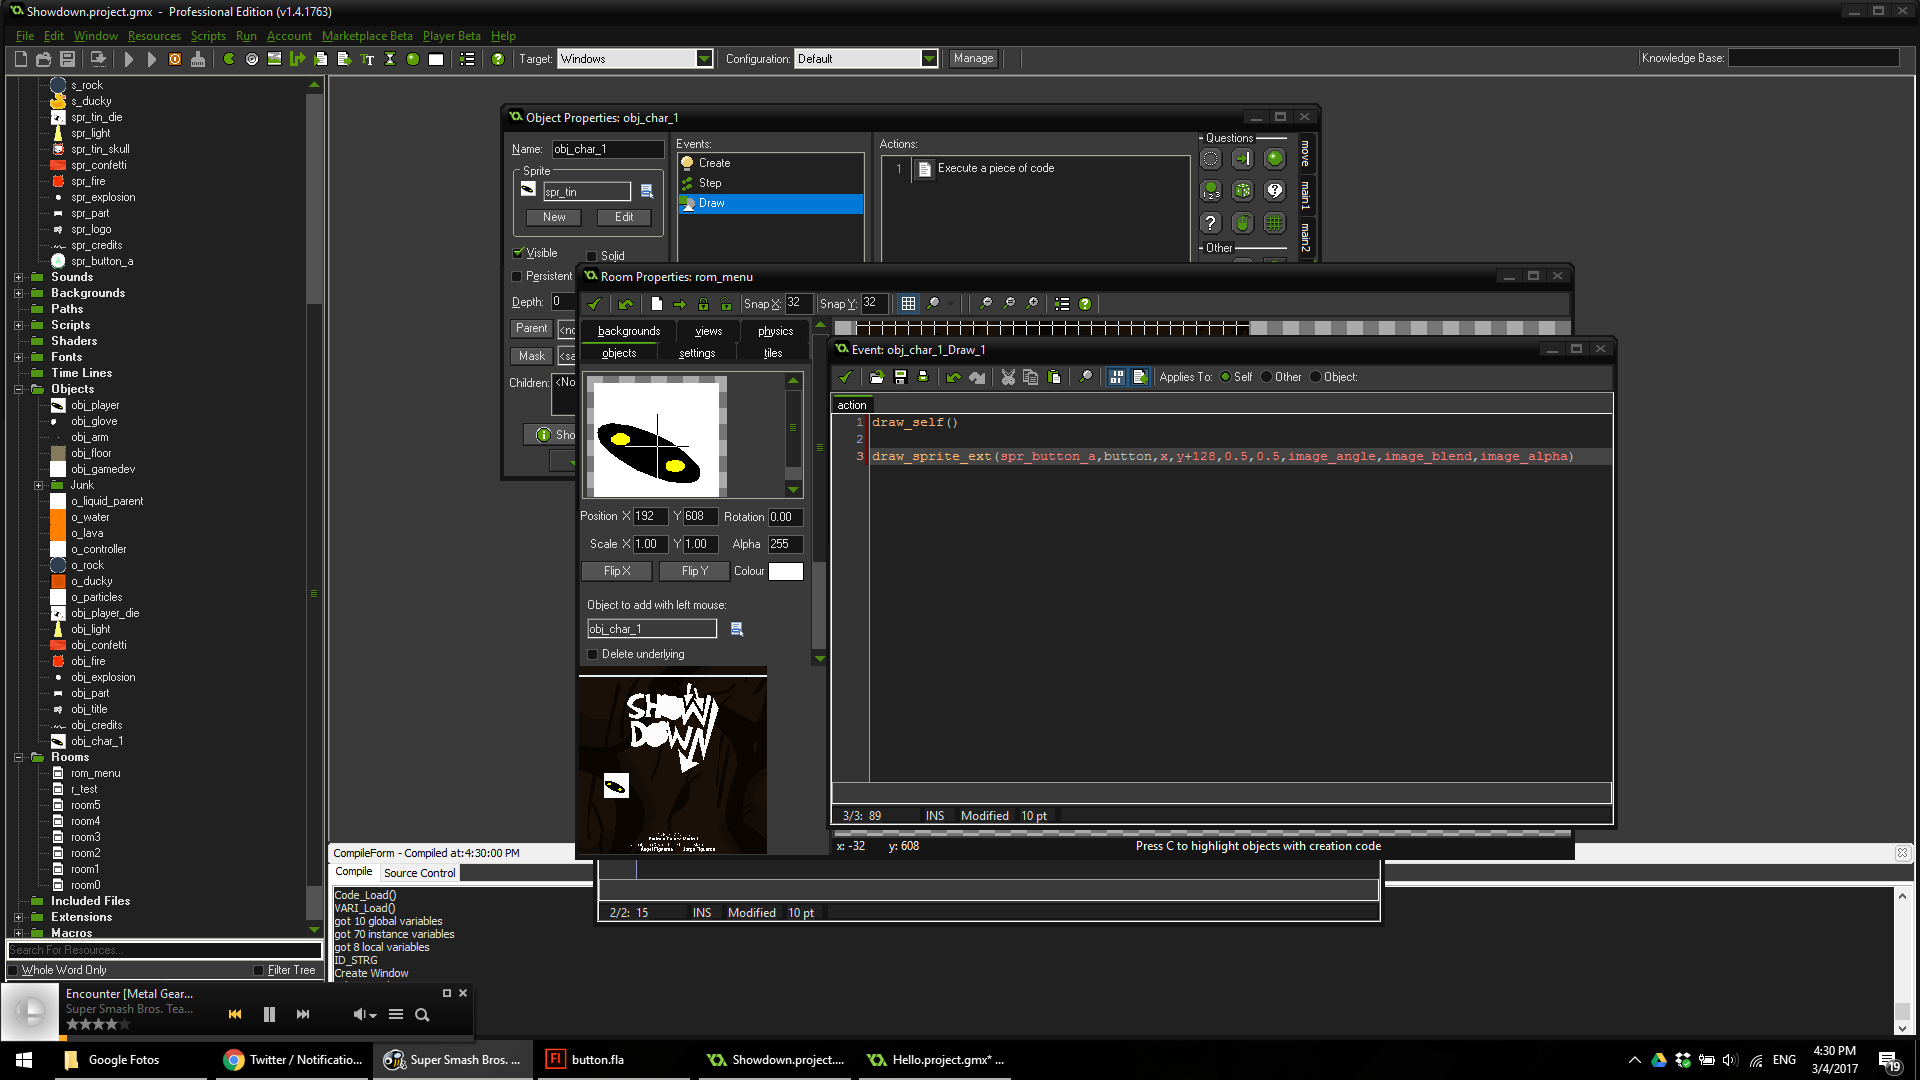 Showdown.project.gmx - Professional Edition (v1.4.1763)
File Edit Window Resources Scripts Run Account Marketplace Beta Player Beta Help
Target: Windows Configuration: Default Manage Knowledge Base:
s_rock
s_ducky
spr_tin_die
spr_light
spr_tin_skull
spr_confetti
spr_fire
spr_explosion
spr_part
spr_logo
spr_credits
spr_button_a
Sounds
Backgrounds
Paths
Scripts
Shaders
Fonts
Time Lines
Objects
obj_player
obj_glove
obj_arm
obj_floor
obj_gamedev
Junk
o_liquid_parent
o_water
o_lava
o_controller
o_rock
o_ducky
o_particles
obj_player_die
obj_light
obj_confetti
obj_fire
obj_explosion
obj_part
obj_title
obj_credits
obj_char_1
Rooms
rom_menu
r_test
room5
room4
room3
room2
room1
room0
Included Files
Extensions
Macros
Search For Resources...
Whole Word Only Filter Tree
Object Properties: obj_char_1
Name: obj_char_1
Sprite
spr_tin
New Edit
Visible Solid
Persistent
Depth: 0
Parent <no
Mask <sa
Children: <No
Sho
Events:
Create
Step
Draw
Actions:
1 Execute a piece of code
Questions
Other
move
main1
main2
Room Properties: rom_menu
Snap X: 32 Snap Y: 32
backgrounds views physics
objects settings tiles
Position X 192 Y 608 Rotation 0.00
Scale X 1.00 Y 1.00 Alpha 255
Flip X Flip Y Colour
Object to add with left mouse:
obj_char_1
Delete underlying
SHOWDOWN
x: -32 y: 608 Press C to highlight objects with creation code
Event: obj_char_1_Draw_1
Applies To: Self Other Object:
action
1 draw_self()
2
3 draw_sprite_ext(spr_button_a,button,x,y+128,0.5,0.5,image_angle,image_blend,image_alpha)
3/3: 89 INS Modified 10 pt
2/2: 15 INS Modified 10 pt
CompileForm - Compiled at:4:30:00 PM
Compile Source Control
Code_Load()
VARI_Load()
got 10 global variables
got 70 instance variables
got 8 local variables
ID_STRG
Create Window
Encounter [Metal Gear...
Super Smash Bros. Tea...
Google Fotos
Twitter / Notificatio...
Super Smash Bros. ...
Fl button.fla
Showdown.project....
Hello.project.gmx* ...
ENG
4:30 PM
3/4/2017
19